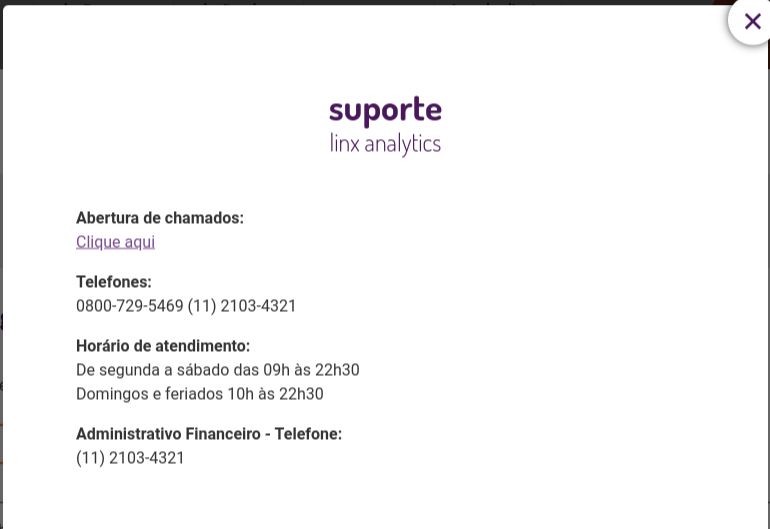 suporte
linx analytics
Abertura de chamados:
Clique aqui
Telefones:
0800-729-5469 (11) 2103-4321
Horário de atendimento:
De segunda a sábado das 09h às 22h30
Domingos e feriados 10h às 22h30
Administrativo Financeiro - Telefone:
(11) 2103-4321